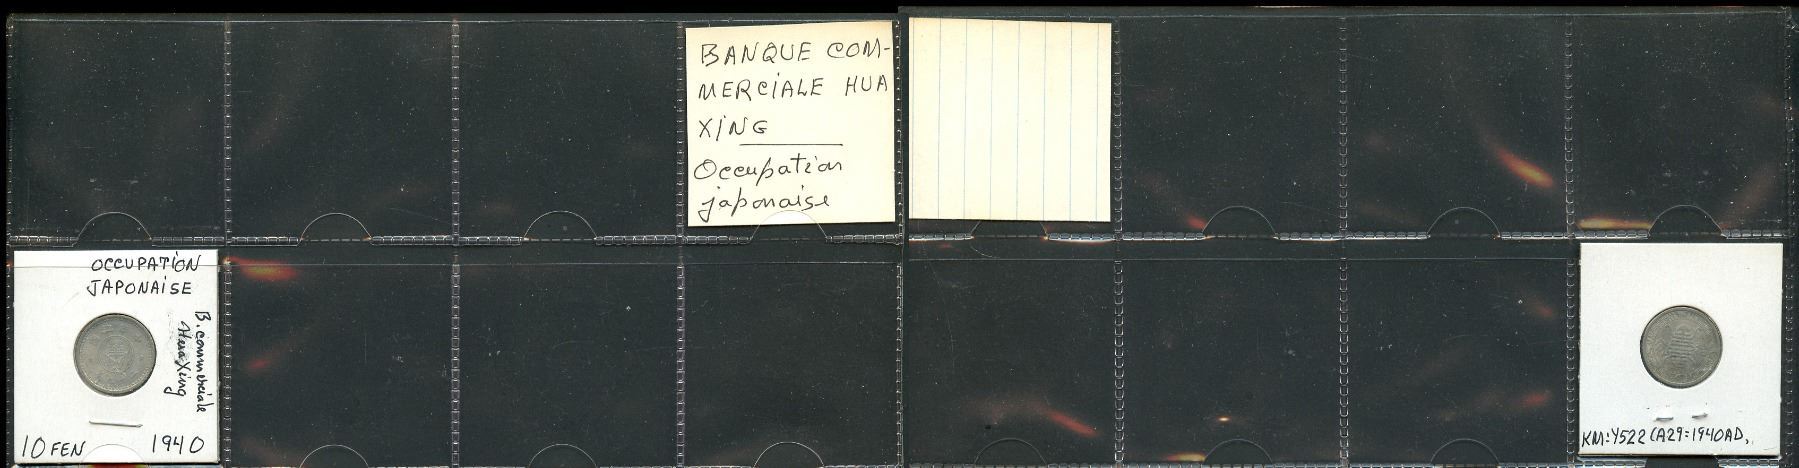 BANQUE COM-
MERCIALE HUA
XING
Occupation
japonaise
OCCUPATION
JAPONAISE
B. commerciale
Hua Xing
10 FEN 1940
KM: Y522 (A29=1940AD,